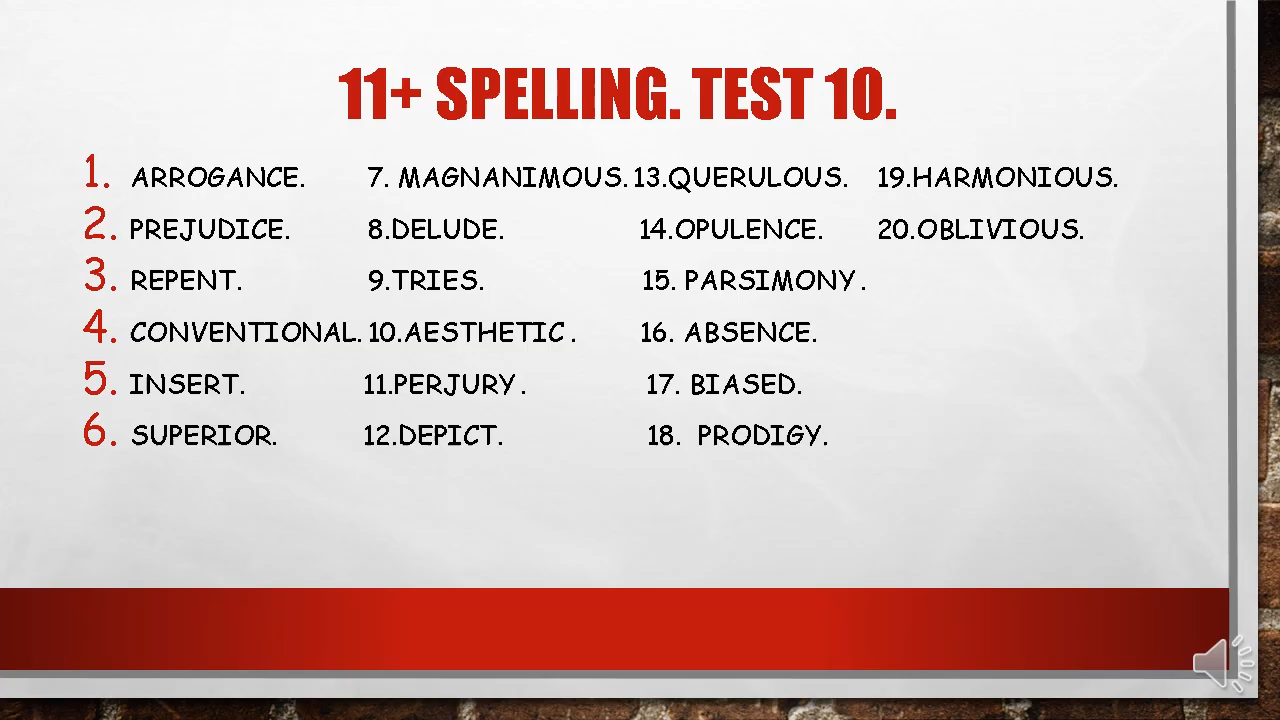 11+ SPELLING. TEST 10.
1. ARROGANCE. 7. MAGNANIMOUS. 13.QUERULOUS. 19.HARMONIOUS.
2. PREJUDICE. 8.DELUDE. 14.OPULENCE. 20.OBLIVIOUS.
3. REPENT. 9.TRIES. 15. PARSIMONY .
4. CONVENTIONAL. 10.AESTHETIC .  16. ABSENCE.
5. INSERT. 11.PERJURY . 17. BIASED.
6. SUPERIOR. 12.DEPICT. 18. PRODIGY.